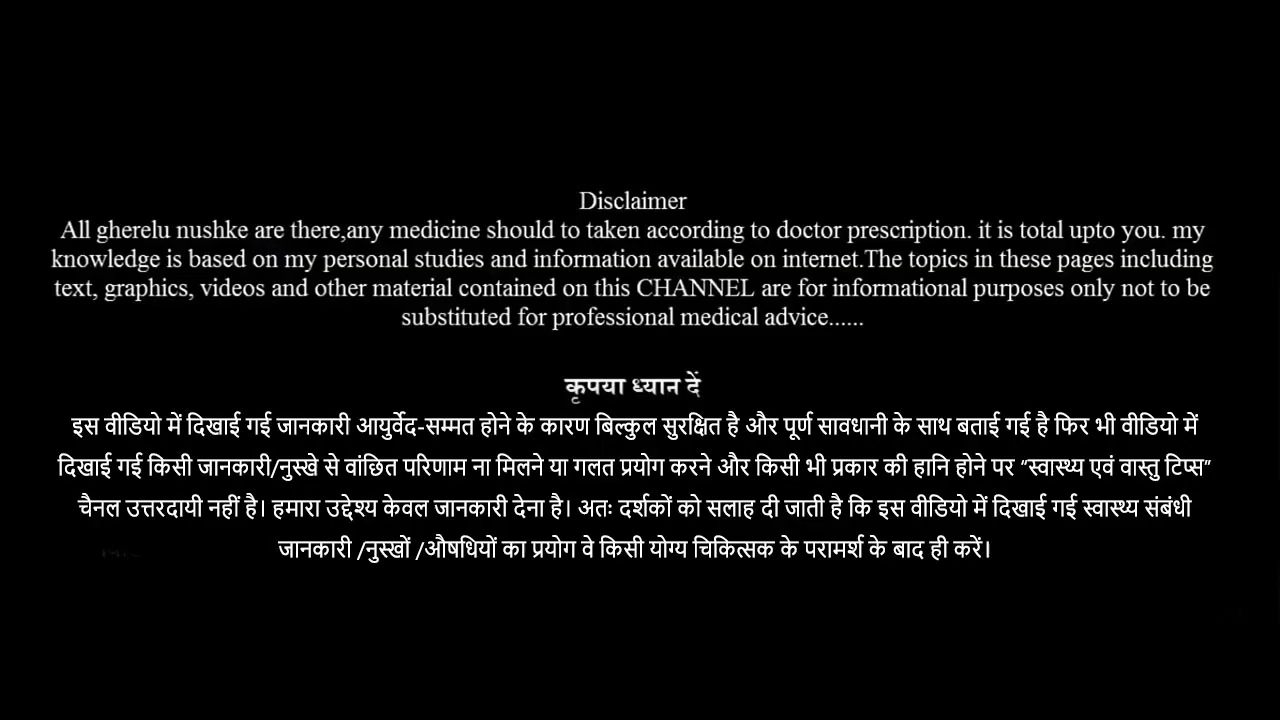 Disclaimer
All gherelu nushke are there,any medicine should to taken according to doctor prescription. it is total upto you. my
knowledge is based on my personal studies and information available on internet.The topics in these pages including
text, graphics, videos and other material contained on this CHANNEL are for informational purposes only not to be
substituted for professional medical advice......
कृपया ध्यान दें
इस वीडियो में दिखाई गई जानकारी आयुर्वेद-सम्मत होने के कारण बिल्कुल सुरक्षित है और पूर्ण सावधानी के साथ बताई गई है फिर भी वीडियो में
दिखाई गई किसी जानकारी/नुस्खे से वांछित परिणाम ना मिलने या गलत प्रयोग करने और किसी भी प्रकार की हानि होने पर “स्वास्थ्य एवं वास्तु टिप्स”
चैनल उत्तरदायी नहीं है। हमारा उद्देश्य केवल जानकारी देना है। अतः दर्शकों को सलाह दी जाती है कि इस वीडियो में दिखाई गई स्वास्थ्य संबंधी
जानकारी /नुस्खों /औषधियों का प्रयोग वे किसी योग्य चिकित्सक के परामर्श के बाद ही करें।